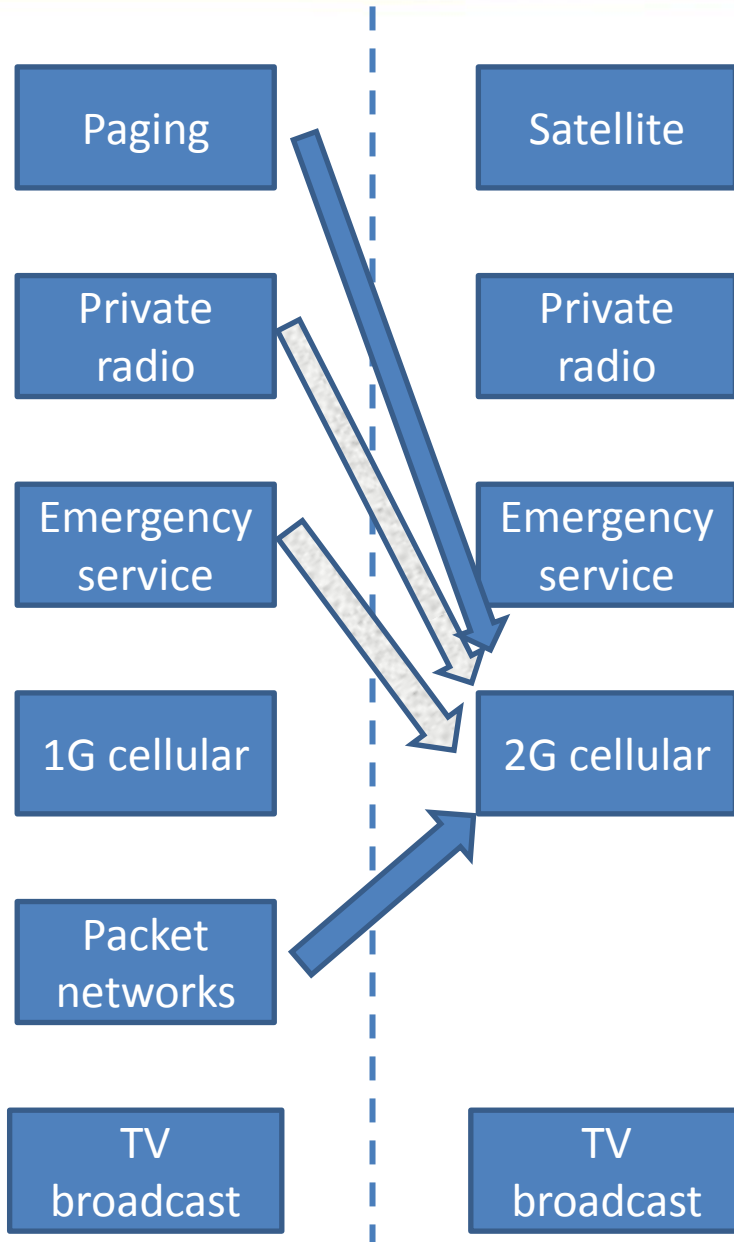 Paging
Satellite
Private
radio
Private
radio
Emergency
service
Emergency
service
1G cellular
2G cellular
Packet
networks
TV
broadcast
TV
broadcast